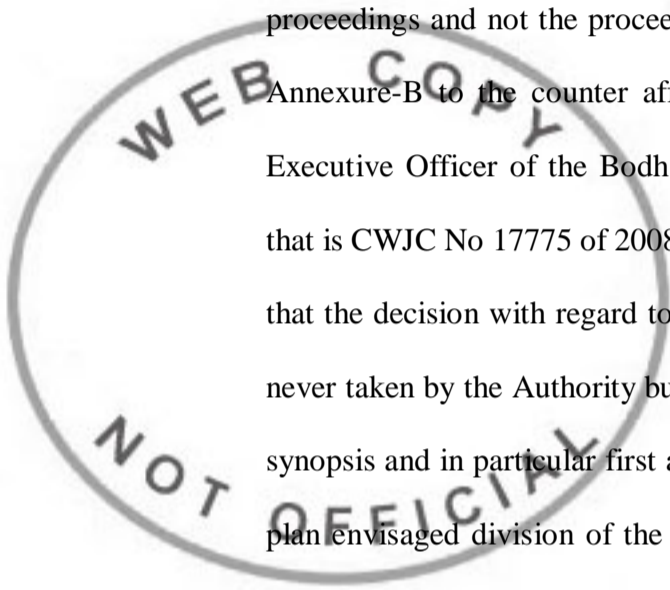 proceedings and not the procee
Annexure-B to the counter aff
Executive Officer of the Bodh
that is CWJC No 17775 of 2008
that the decision with regard to
never taken by the Authority bu
synopsis and in particular first a
plan envisaged division of the
WEB COPY
NOT OFFICIAL